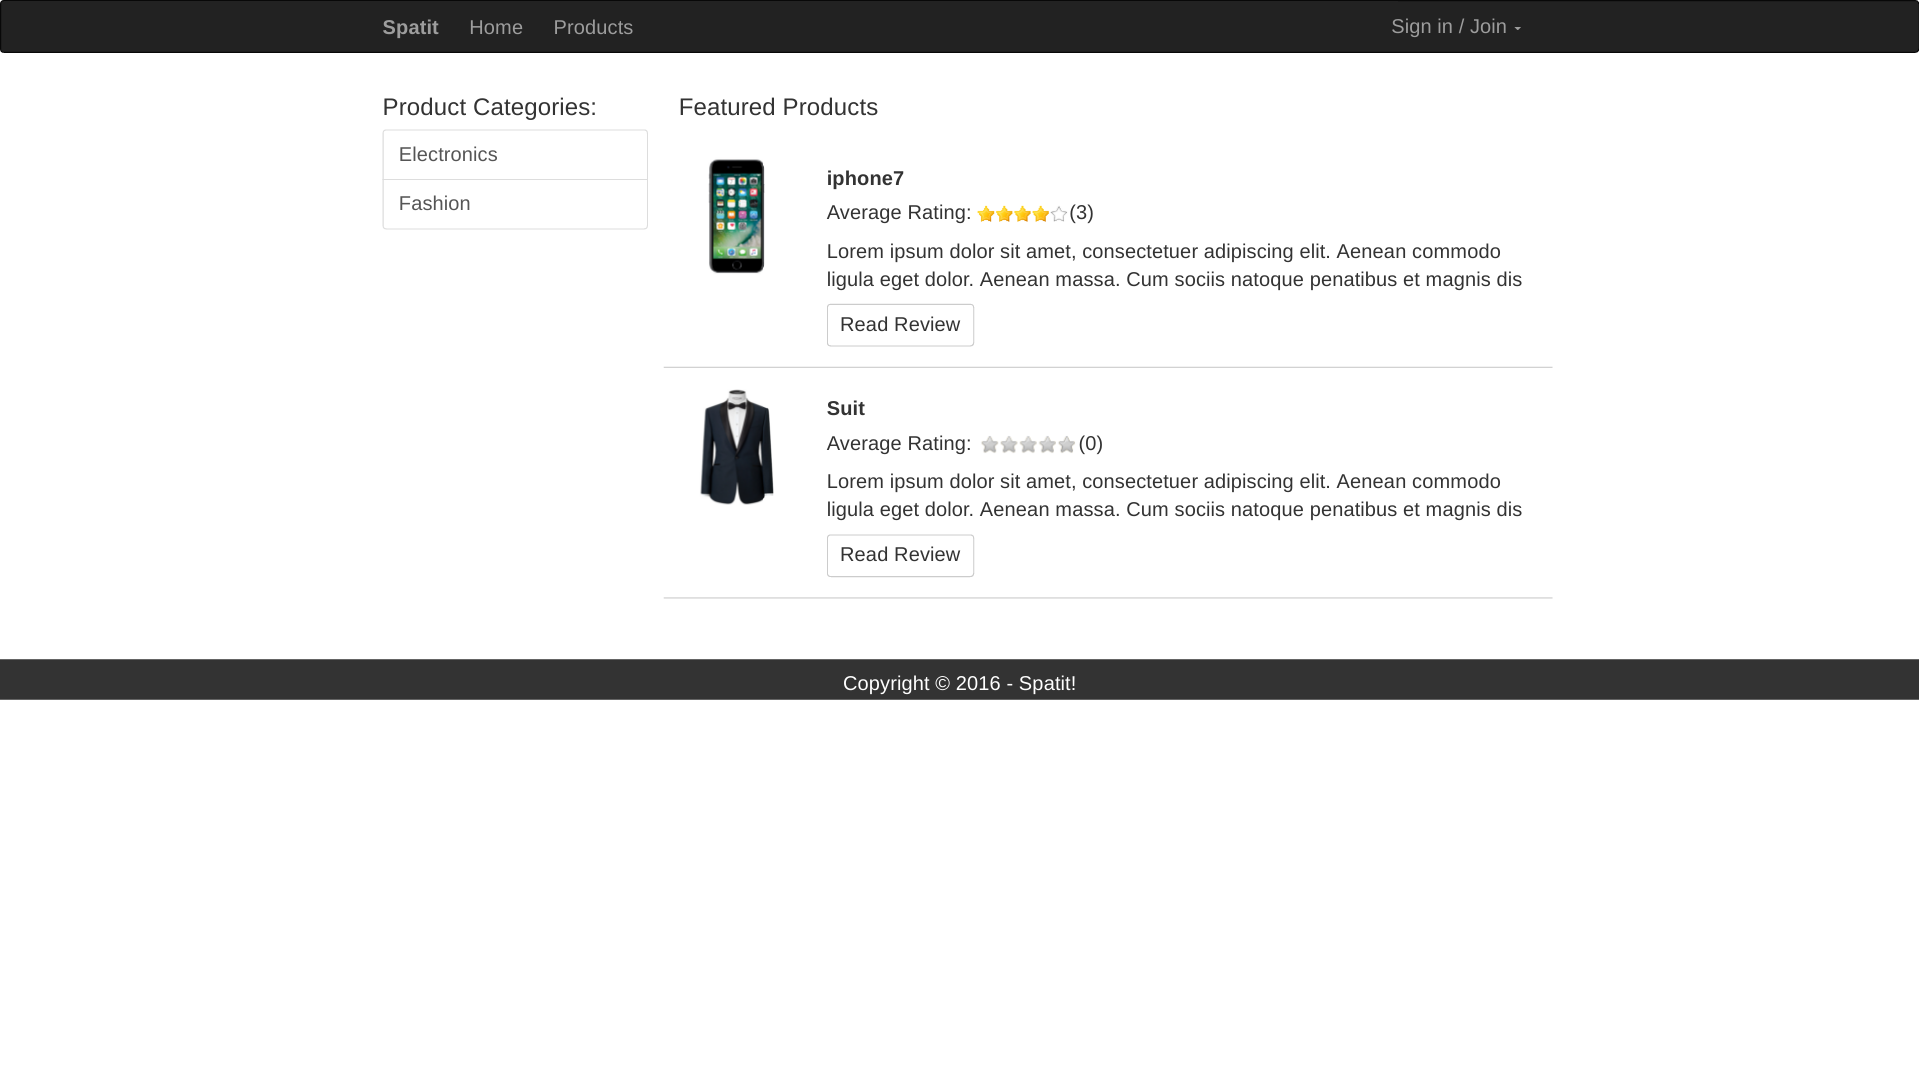 Spatit Home Products Sign in / Join
Product Categories:
Electronics
Fashion
Featured Products
iphone7
Average Rating: (3)
Lorem ipsum dolor sit amet, consectetuer adipiscing elit. Aenean commodo
ligula eget dolor. Aenean massa. Cum sociis natoque penatibus et magnis dis
Read Review
Suit
Average Rating: (0)
Lorem ipsum dolor sit amet, consectetuer adipiscing elit. Aenean commodo
ligula eget dolor. Aenean massa. Cum sociis natoque penatibus et magnis dis
Read Review
Copyright © 2016 - Spatit!